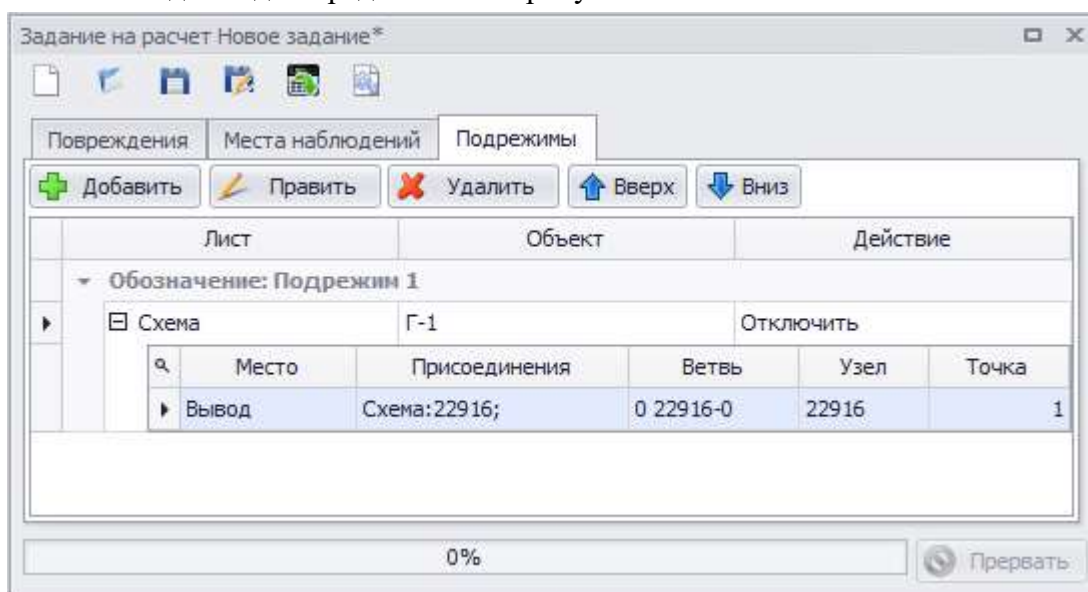 Задание на расчет Новое задание*
Повреждения Места наблюдений Подрежимы
Добавить Править Удалить Вверх Вниз
Лист Объект Действие
Обозначение: Подрежим 1
Схема Г-1 Отключить
Место Присоединения Ветвь Узел Точка
Вывод Схема:22916; 0 22916-0 22916 1
0% Прервать